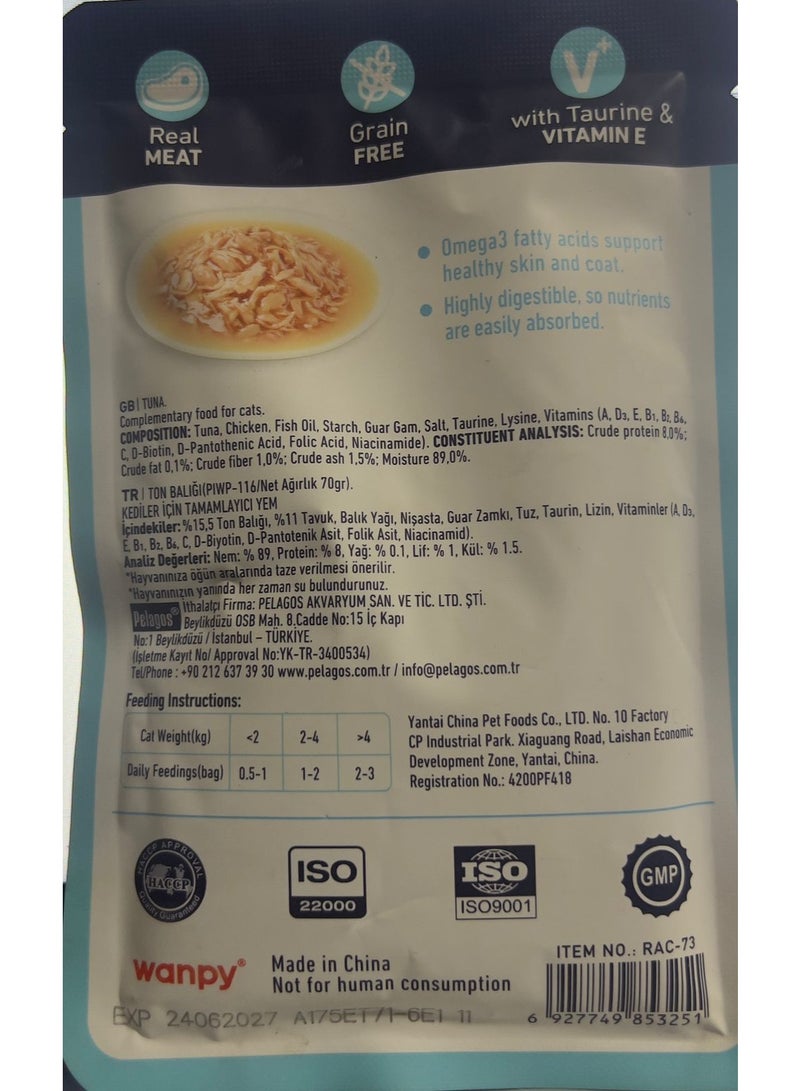 Real
MEAT
Grain
FREE
V+
with Taurine &
VITAMIN E
• Omega3 fatty acids support
healthy skin and coat.
• Highly digestible, so nutrients
are easily absorbed.
GB | TUNA.
Complementary food for cats.
COMPOSITION: Tuna, Chicken, Fish Oil, Starch, Guar Gam, Salt, Taurine, Lysine, Vitamins (A, D3, E, B1, B2, B6,
C, D-Biotin, D-Pantothenic Acid, Folic Acid, Niacinamide). CONSTITUENT ANALYSIS: Crude protein 8,0%;
Crude fat 0,1%; Crude fiber 1,0%; Crude ash 1,5%; Moisture 89,0%.
TR | TON BALIĞI(PIWP-116/Net Ağırlık 70gr).
KEDİLER İÇİN TAMAMLAYICI YEM
İçindekiler: %15,5 Ton Balığı, %11 Tavuk, Balık Yağı, Nişasta, Guar Zamkı, Tuz, Taurin, Lizin, Vitaminler (A, D3,
E, B1, B2, B6, C, D-Biyotin, D-Pantotenik Asit, Folik Asit, Niacinamid).
Analiz Değerleri: Nem: % 89, Protein: % 8, Yağ: % 0.1, Lif: % 1, Kül: % 1.5.
*Hayvanınıza öğün aralarında taze verilmesi önerilir.
*Hayvanınızın yanında her zaman su bulundurunuz.
Pelagos® İthalatçı Firma: PELAGOS AKVARYUM SAN. VE TİC. LTD. ŞTİ.
Beylikdüzü OSB Mah. 8.Cadde No:15 İç Kapı
No:1 Beylikdüzü / İstanbul – TÜRKİYE.
(İşletme Kayıt No/ Approval No:YK-TR-3400534)
Tel/Phone : +90 212 637 39 30 www.pelagos.com.tr / info@pelagos.com.tr
Feeding Instructions:
Cat Weight(kg) <2 2-4 >4
Daily Feedings(bag) 0.5-1 1-2 2-3
Yantai China Pet Foods Co., LTD. No. 10 Factory
CP Industrial Park. Xiaguang Road, Laishan Economic
Development Zone, Yantai, China.
Registration No.: 4200PF418
HACCP APPROVAL
HACCP
Quality Guaranteed
ISO
22000
ISO
ISO9001
GMP
wanpy®
Made in China
Not for human consumption
ITEM NO.: RAC-73
6 927749 853251
EXP 24062027 A175E1 71-6E1 11